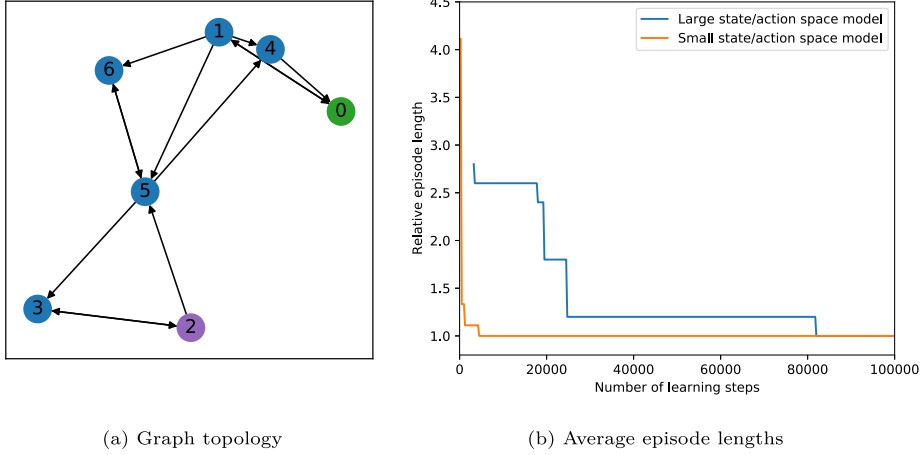 1
4
6
0
5
3
2
4.5
4.0
3.5
3.0
2.5
2.0
1.5
1.0
Relative episode length
Large state/action space model
Small state/action space model
0 20000 40000 60000 80000 100000
Number of learning steps
(a) Graph topology
(b) Average episode lengths